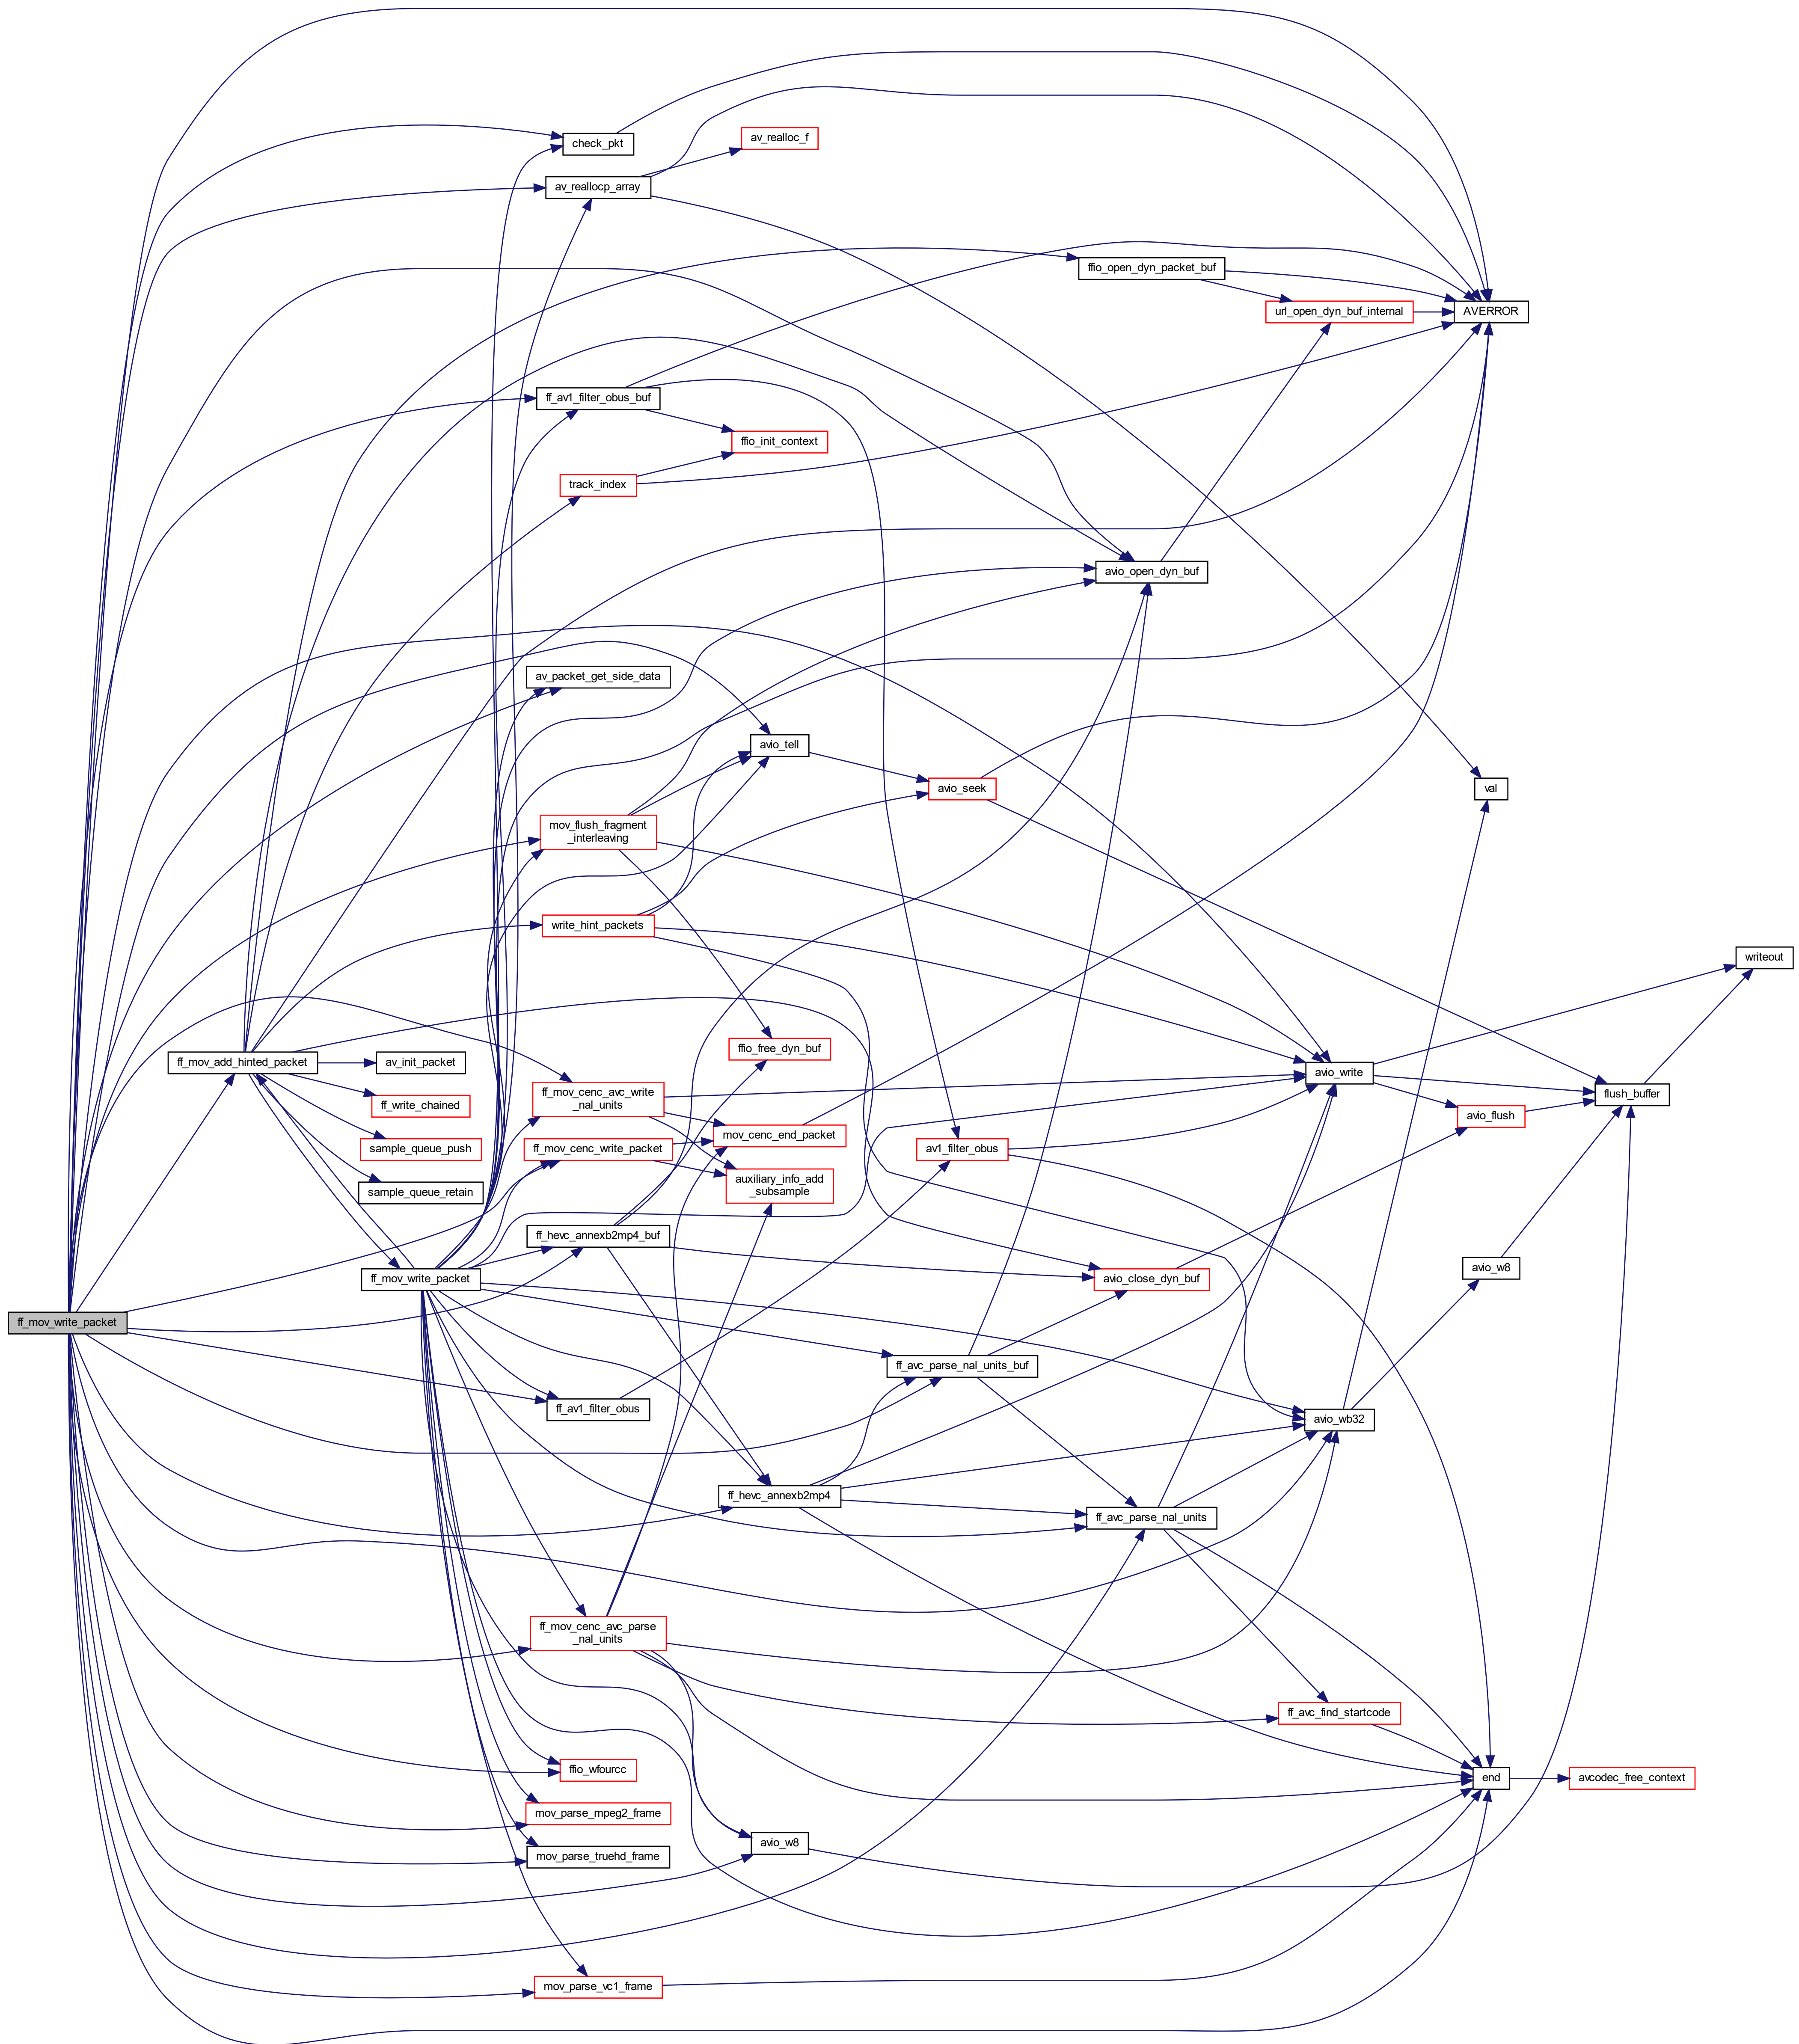 check_pkt
av_realloc_f
av_reallocp_array
ffio_open_dyn_packet_buf
url_open_dyn_buf_internal
AVERROR
ff_av1_filter_obus_buf
ffio_init_context
track_index
avio_open_dyn_buf
av_packet_get_side_data
avio_tell
avio_seek
val
mov_flush_fragment
_interleaving
write_hint_packets
writeout
ffio_free_dyn_buf
ff_mov_add_hinted_packet
av_init_packet
avio_write
flush_buffer
ff_write_chained
ff_mov_cenc_avc_write
_nal_units
avio_flush
mov_cenc_end_packet
sample_queue_push
ff_mov_cenc_write_packet
av1_filter_obus
auxiliary_info_add
_subsample
sample_queue_retain
ff_hevc_annexb2mp4_buf
avio_w8
ff_mov_write_packet
avio_close_dyn_buf
ff_mov_write_packet
ff_avc_parse_nal_units_buf
ff_av1_filter_obus
avio_wb32
ff_hevc_annexb2mp4
ff_avc_parse_nal_units
ff_mov_cenc_avc_parse
_nal_units
ff_avc_find_startcode
ffio_wfourcc
end
avcodec_free_context
mov_parse_mpeg2_frame
avio_w8
mov_parse_truehd_frame
mov_parse_vc1_frame